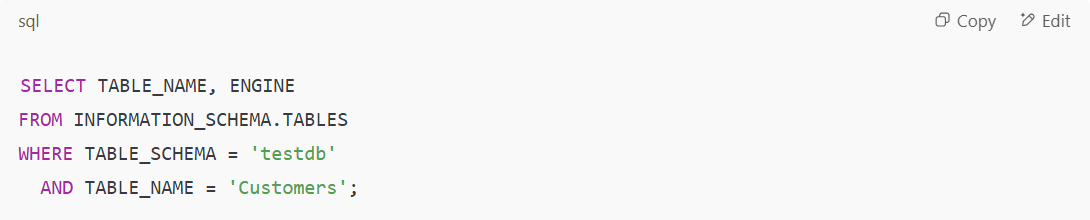 sql Copy Edit
SELECT TABLE_NAME, ENGINE
FROM INFORMATION_SCHEMA.TABLES
WHERE TABLE_SCHEMA = 'testdb'
  AND TABLE_NAME = 'Customers';